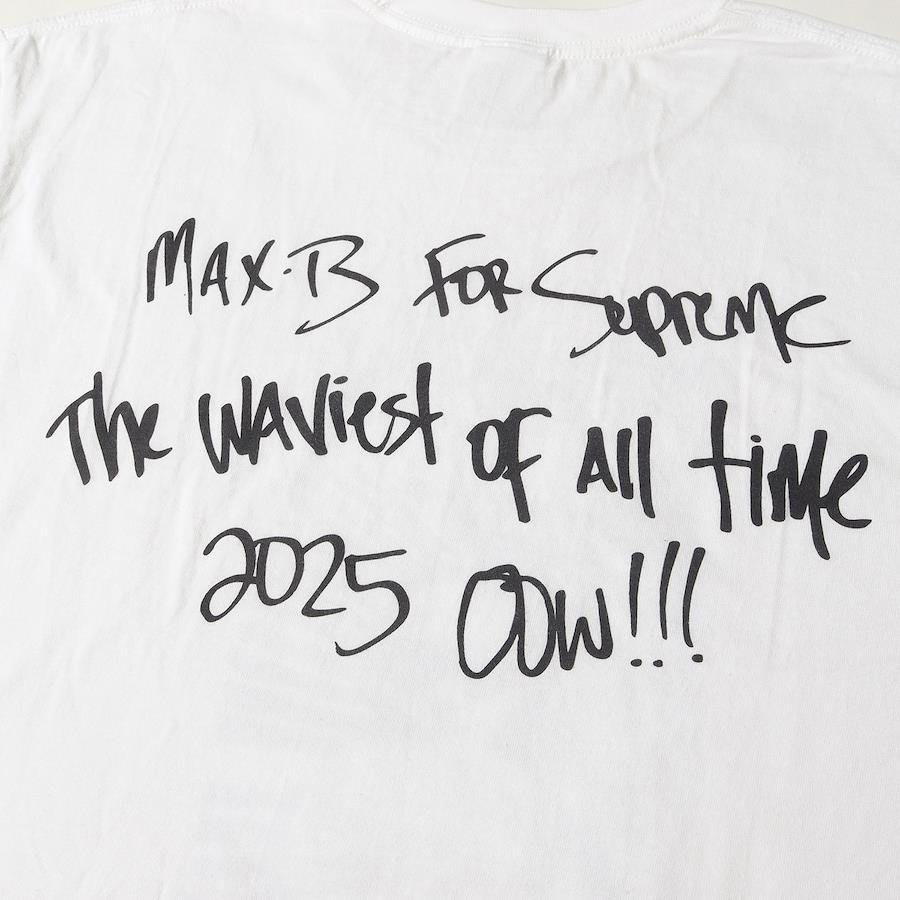 MAX·B FOR Supreme
The WAViest OF All time
2025 OOW!!!